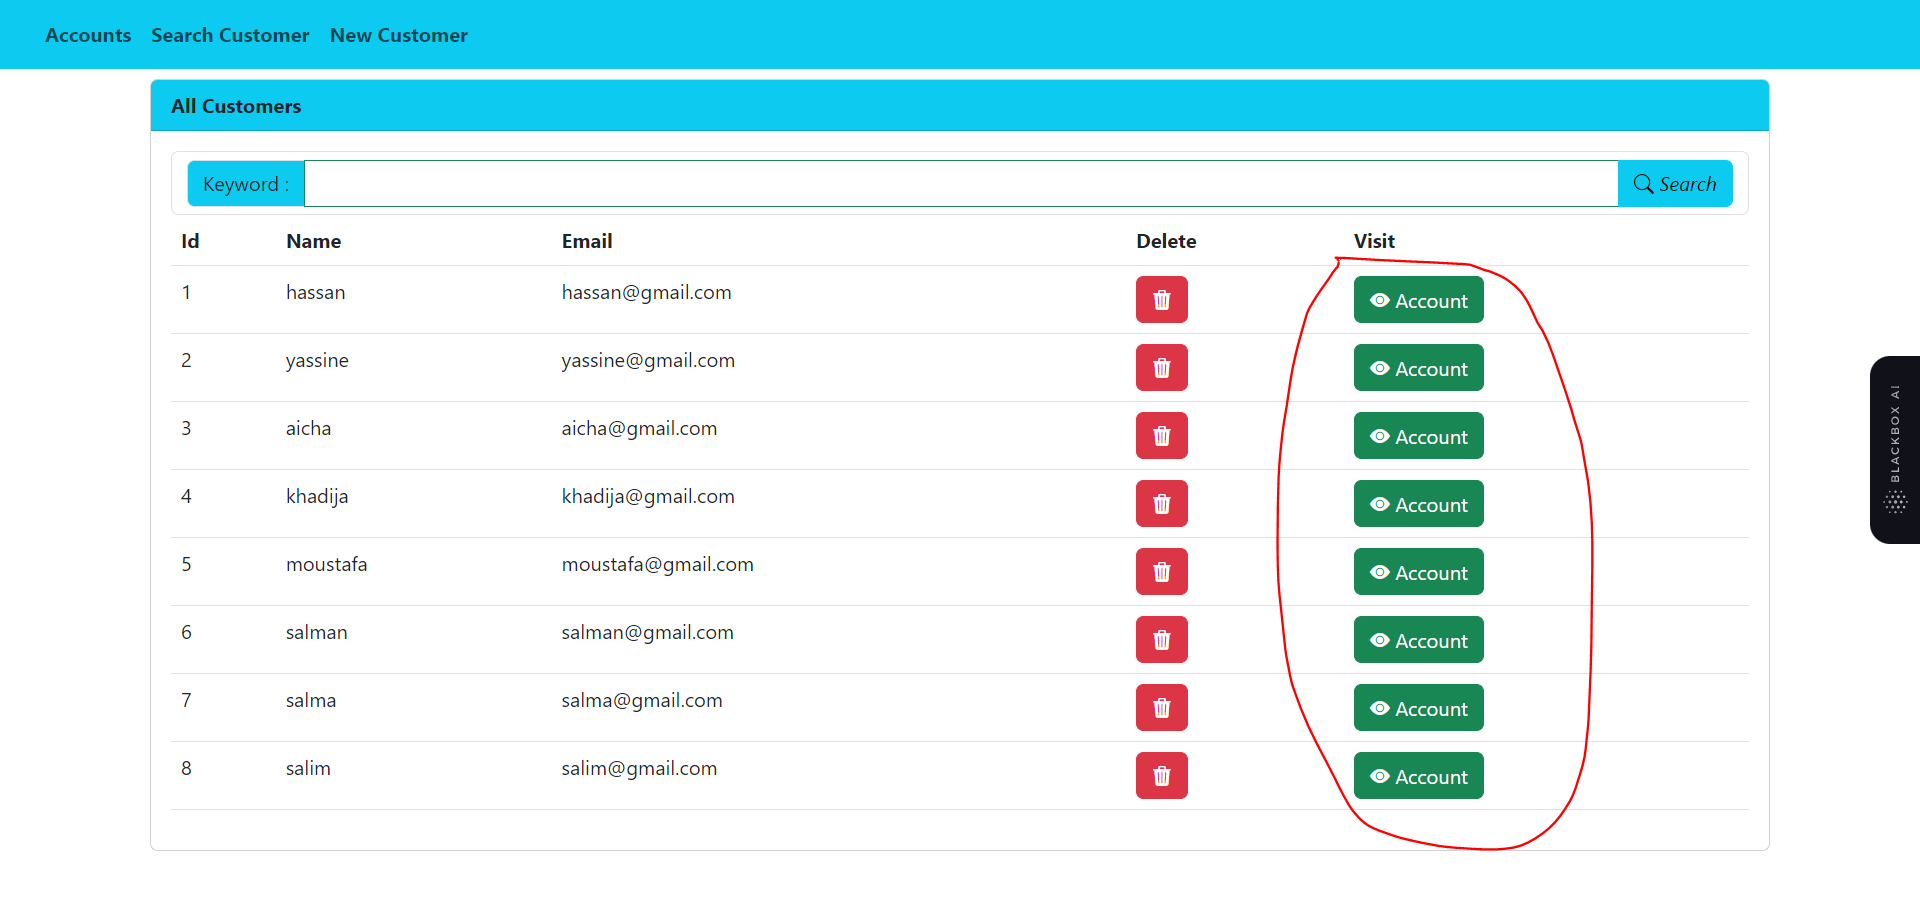 Accounts Search Customer New Customer
All Customers
Keyword : Search
Id Name Email Delete Visit
1 hassan hassan@gmail.com Account
2 yassine yassine@gmail.com Account
3 aicha aicha@gmail.com Account
4 khadija khadija@gmail.com Account
5 moustafa moustafa@gmail.com Account
6 salman salman@gmail.com Account
7 salma salma@gmail.com Account
8 salim salim@gmail.com Account
BLACKBOX AI